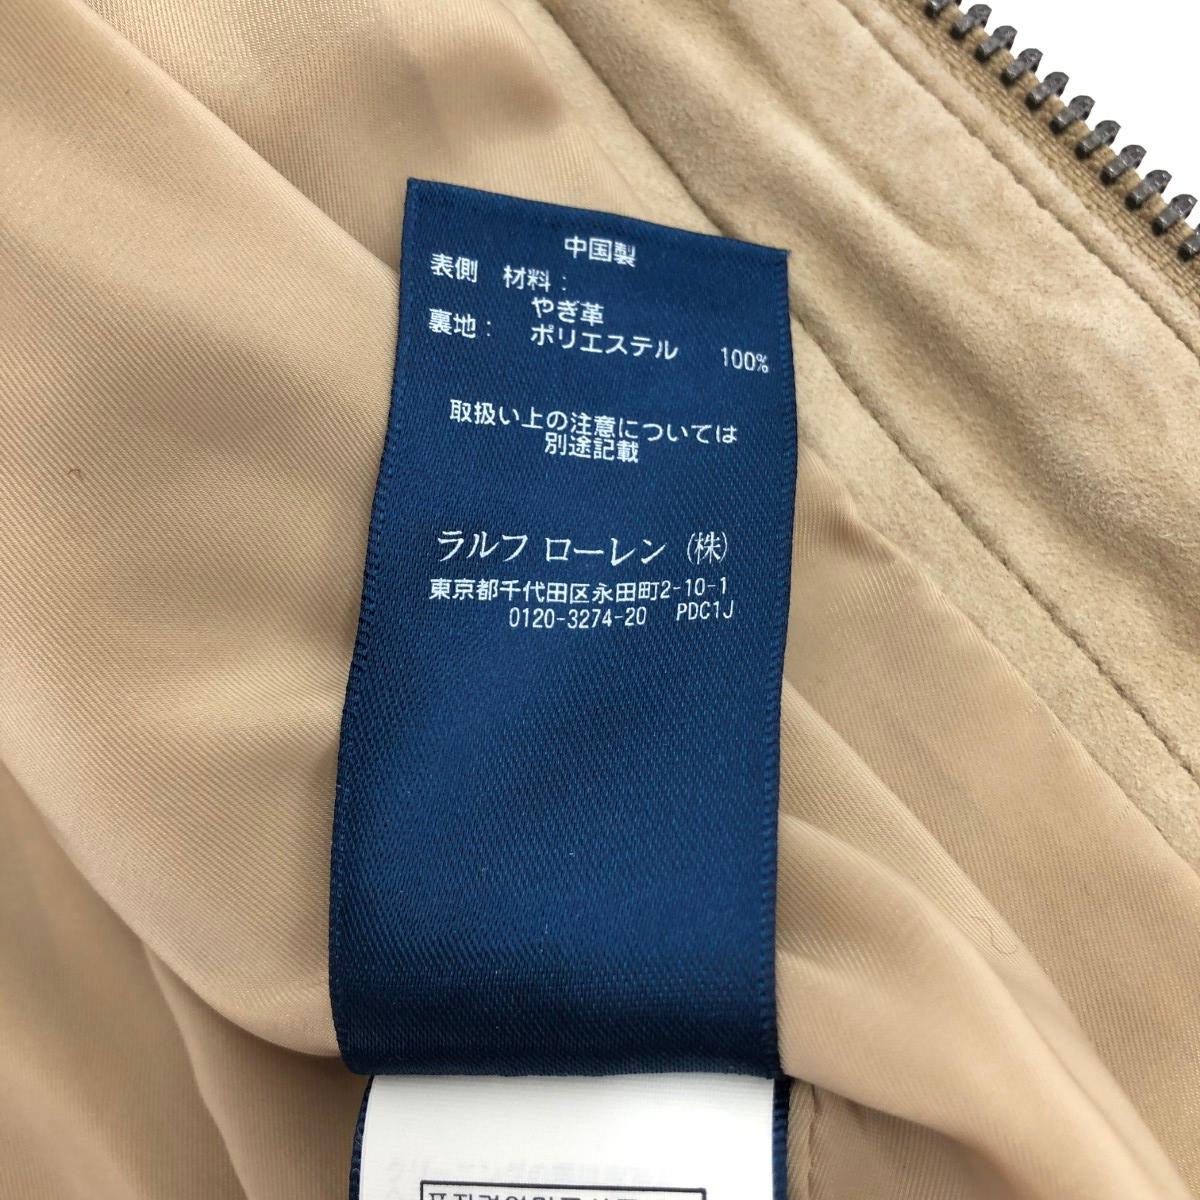 中国製
表側 材料:
やぎ革
裏地: ポリエステル 100%
取扱い上の注意については
別途記載
ラルフ ローレン (株)
東京都千代田区永田町2-10-1
0120-3274-20 PDC1J